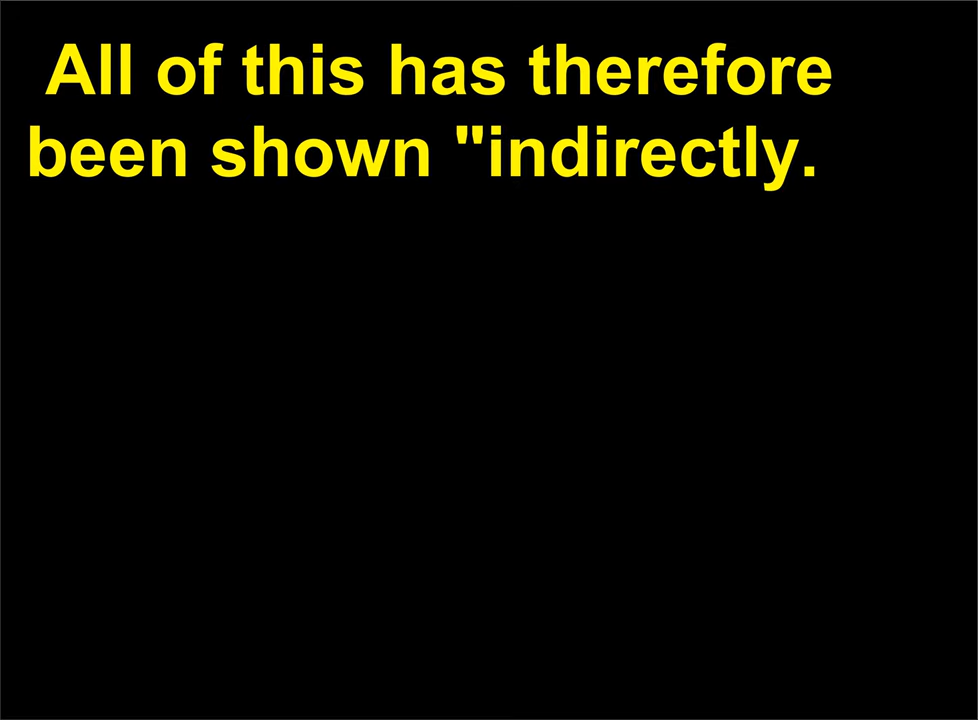 All of this has therefore
been shown "indirectly.